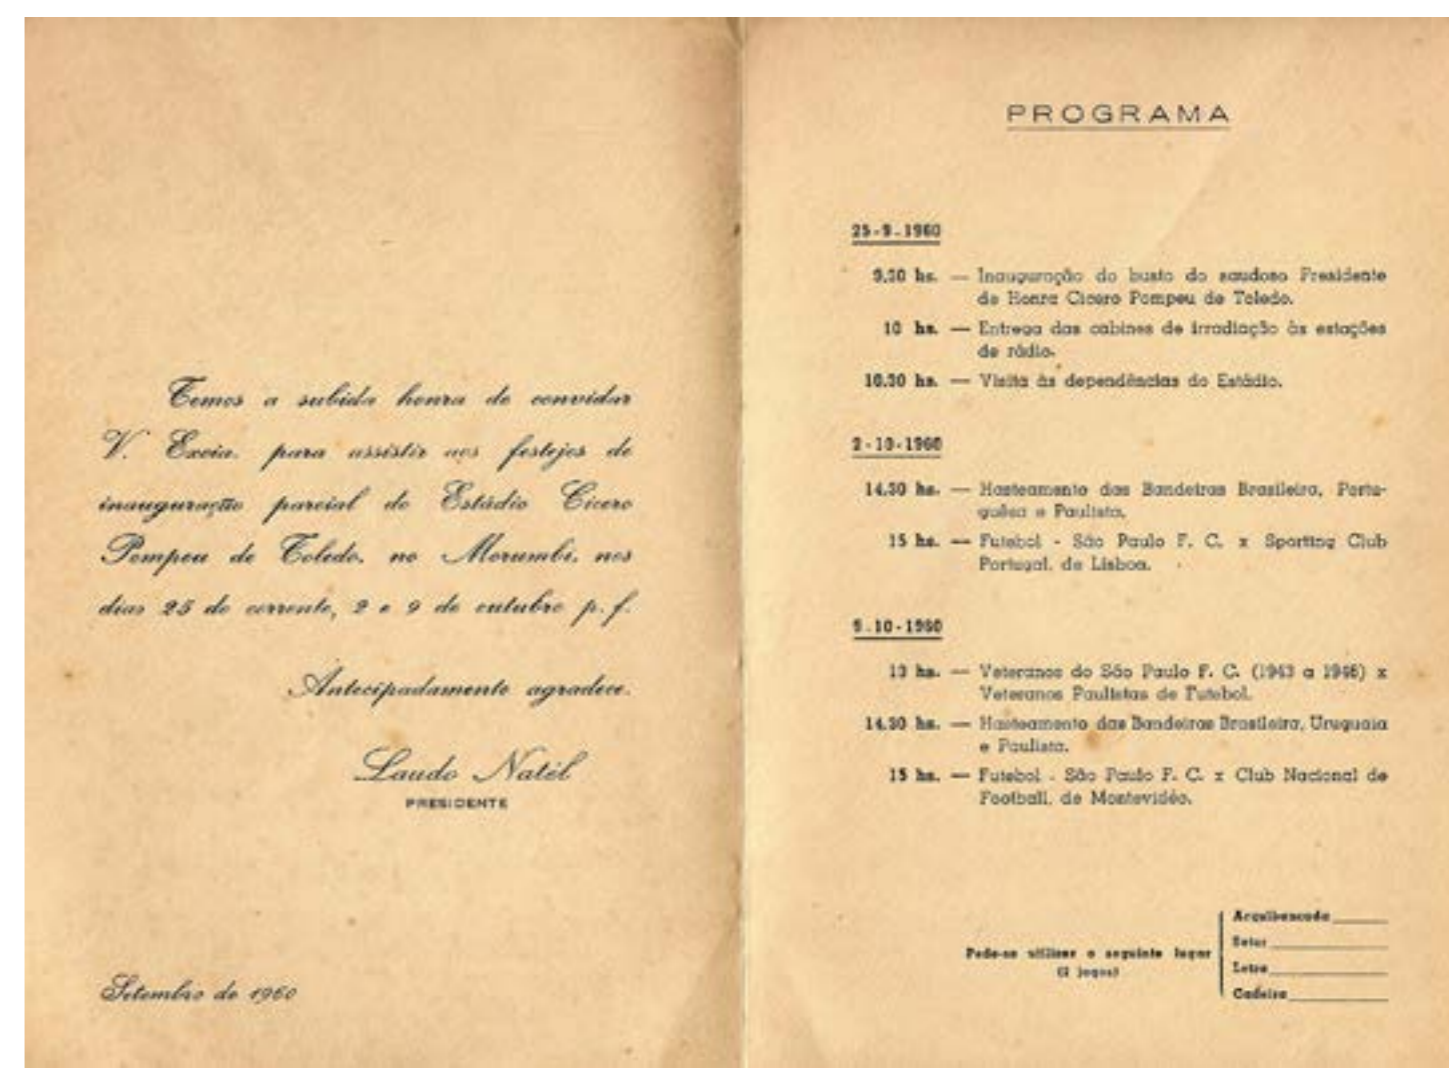 Temos a subida honra de convidar
V. Excia. para assistir aos festejos de
inauguração parcial do Estádio Cicero
Pompeu de Toledo, no Morumbi, nos
dias 25 do corrente, 2 e 9 de outubro p. f.
Antecipadamente agradece.
Laudo Natél
PRESIDENTE
Setembro de 1960
PROGRAMA
25-9-1960
9,30 hs. — Inauguração do busto do saudoso Presidente
de Honra Cicero Pompeu de Toledo.
10 hs. — Entrega das cabines de irradiação às estações
de rádio.
10.30 hs. — Visita às dependências do Estádio.
2-10-1960
14,30 hs. — Hasteamento das Bandeiras Brasileira, Portu-
guêsa e Paulista.
15 hs. — Futebol - São Paulo F. C. x Sporting Club
Portugal, de Lisboa.
9-10-1960
13 hs. — Veteranos do São Paulo F. C. (1943 a 1946) x
Veteranos Paulistas de Futebol.
14,30 hs. — Hasteamento das Bandeiras Brasileira, Uruguaia
e Paulista.
15 hs. — Futebol - São Paulo F. C. x Club Nacional de
Football, de Montevidéo.
Pede-se utilizar o seguinte lugar
(2 jogos)
Arquibancada
Setor
Letra
Cadeira